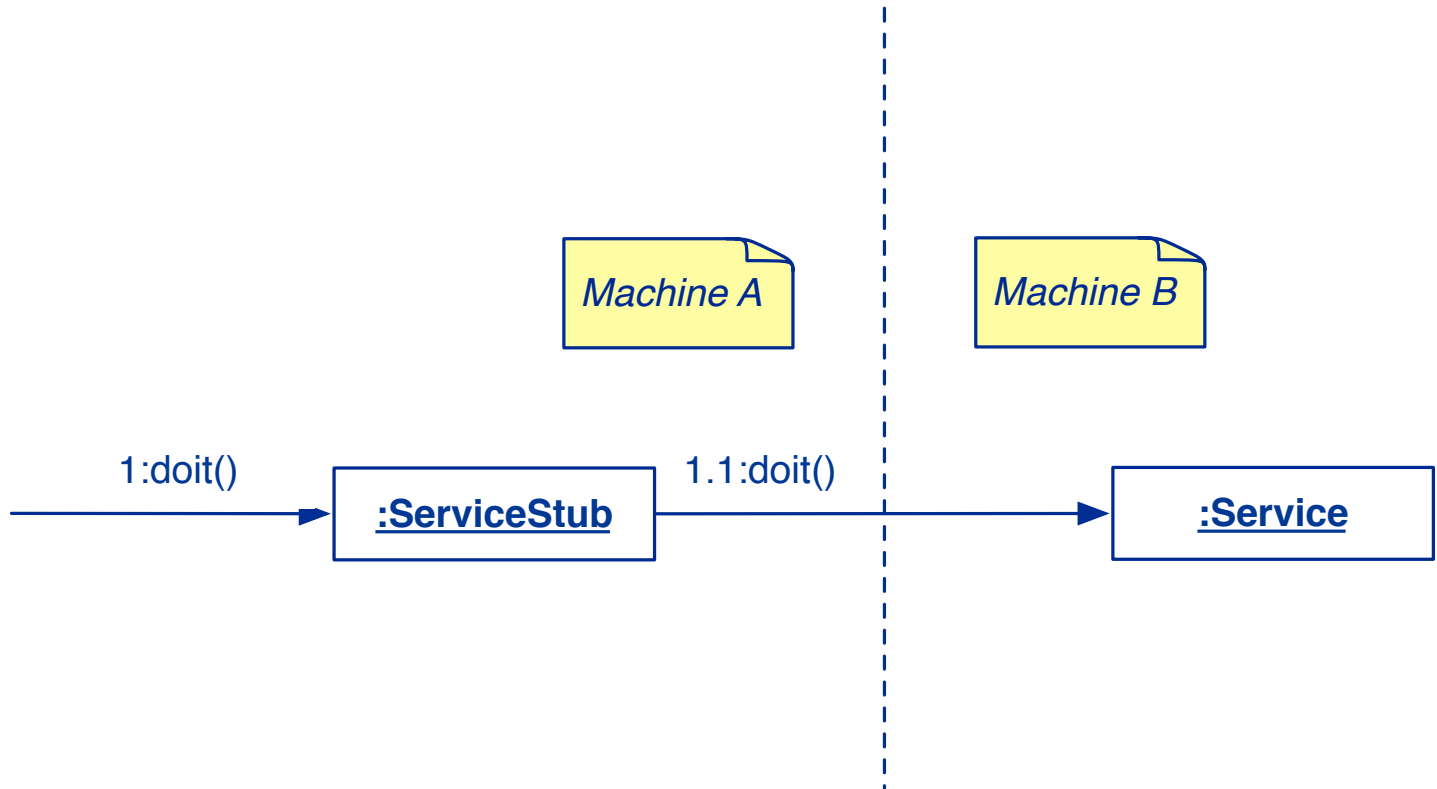 Machine A
Machine B
1:doit()
:ServiceStub
1.1:doit()
:Service